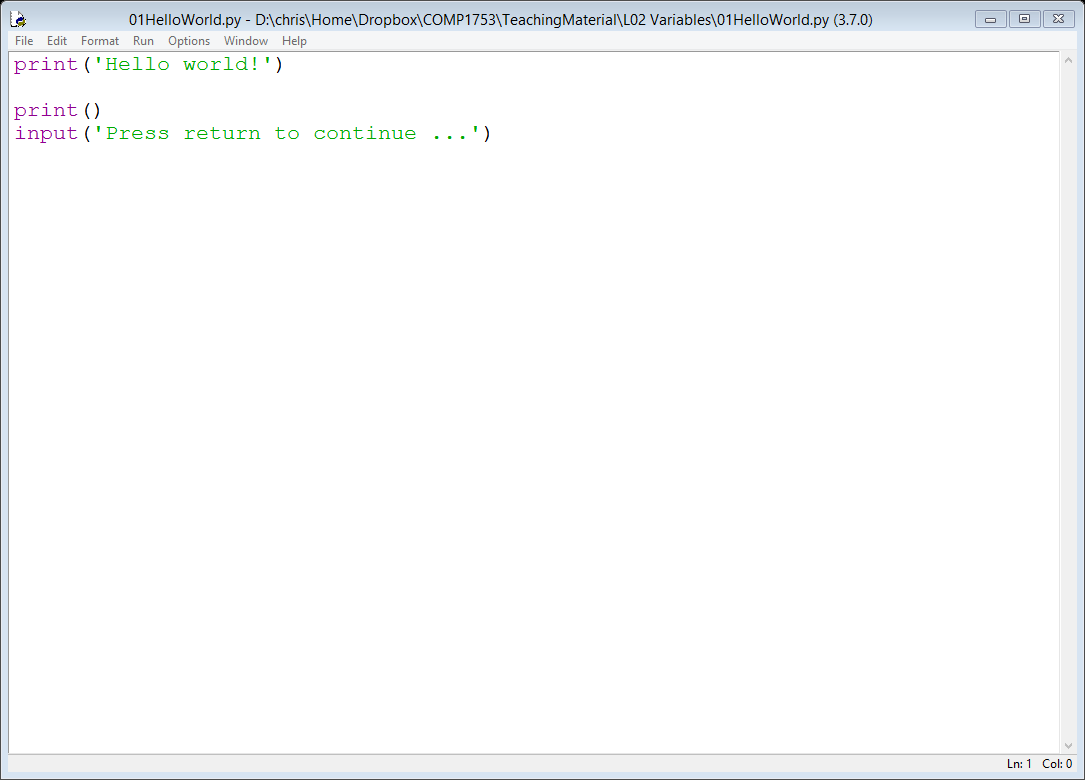 01HelloWorld.py - D:\chris\Home\Dropbox\COMP1753\TeachingMaterial\L02 Variables\01HelloWorld.py (3.7.0)
File Edit Format Run Options Window Help
print('Hello world!')
print()
input('Press return to continue ...')
Ln: 1 Col: 0